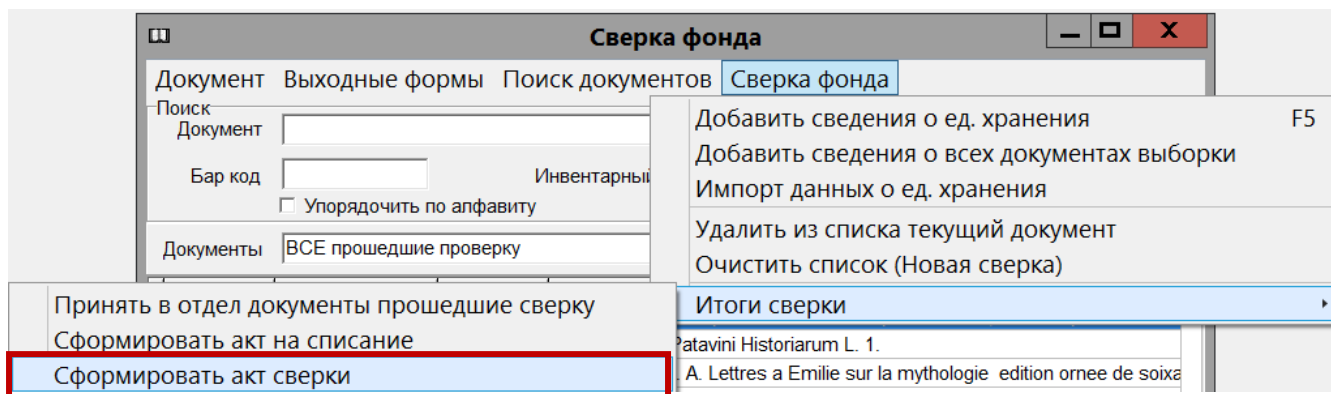 Сверка фонда
Документ Выходные формы Поиск документов Сверка фонда
Поиск
Документ
Бар код
Инвентарный
Упорядочить по алфавиту
Документы ВСЕ прошедшие проверку
Добавить сведения о ед. хранения F5
Добавить сведения о всех документах выборки
Импорт данных о ед. хранения
Удалить из списка текущий документ
Очистить список (Новая сверка)
Итоги сверки
Принять в отдел документы прошедшие сверку
Сформировать акт на списание
Сформировать акт сверки
Patavini Historiarum L. 1.
A. Lettres a Emilie sur la mythologie edition ornee de soixa